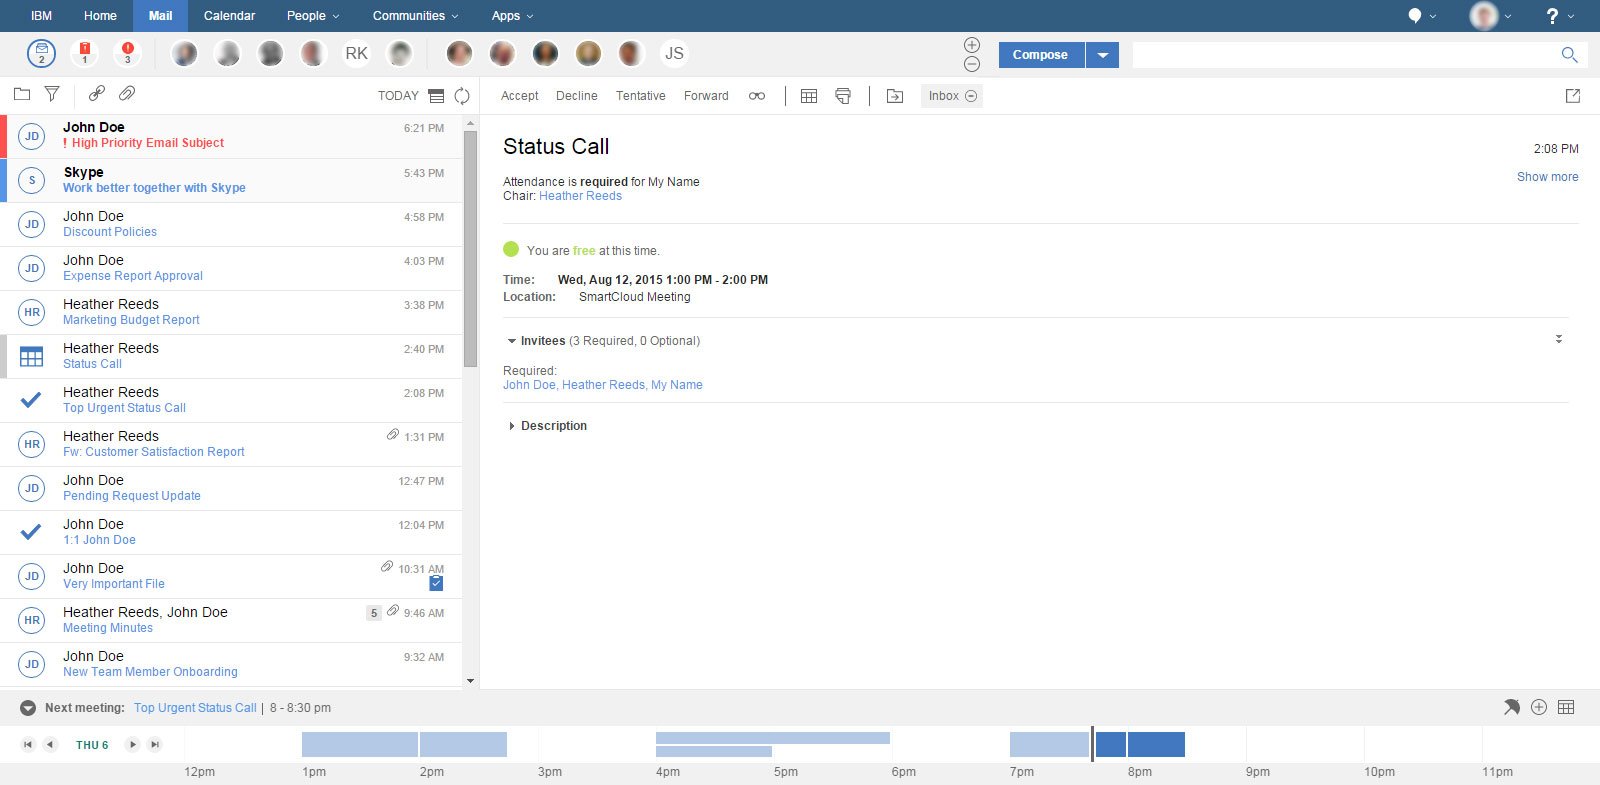 IBM Home Mail Calendar People Communities Apps ?
2 1 3 RK JS Compose
TODAY Accept Decline Tentative Forward Inbox
JD John Doe 6:21 PM
! High Priority Email Subject
S Skype 5:43 PM
Work better together with Skype
JD John Doe 4:58 PM
Discount Policies
JD John Doe 4:03 PM
Expense Report Approval
HR Heather Reeds 3:38 PM
Marketing Budget Report
Heather Reeds 2:40 PM
Status Call
Heather Reeds 2:08 PM
Top Urgent Status Call
HR Heather Reeds 1:31 PM
Fw: Customer Satisfaction Report
JD John Doe 12:47 PM
Pending Request Update
John Doe 12:04 PM
1:1 John Doe
JD John Doe 10:31 AM
Very Important File
HR Heather Reeds, John Doe 5 9:46 AM
Meeting Minutes
JD John Doe 9:32 AM
New Team Member Onboarding
Status Call 2:08 PM
Attendance is required for My Name Show more
Chair: Heather Reeds
You are free at this time.
Time: Wed, Aug 12, 2015 1:00 PM - 2:00 PM
Location: SmartCloud Meeting
Invitees (3 Required, 0 Optional)
Required:
John Doe, Heather Reeds, My Name
Description
Next meeting: Top Urgent Status Call | 8 - 8:30 pm
THU 6
12pm 1pm 2pm 3pm 4pm 5pm 6pm 7pm 8pm 9pm 10pm 11pm